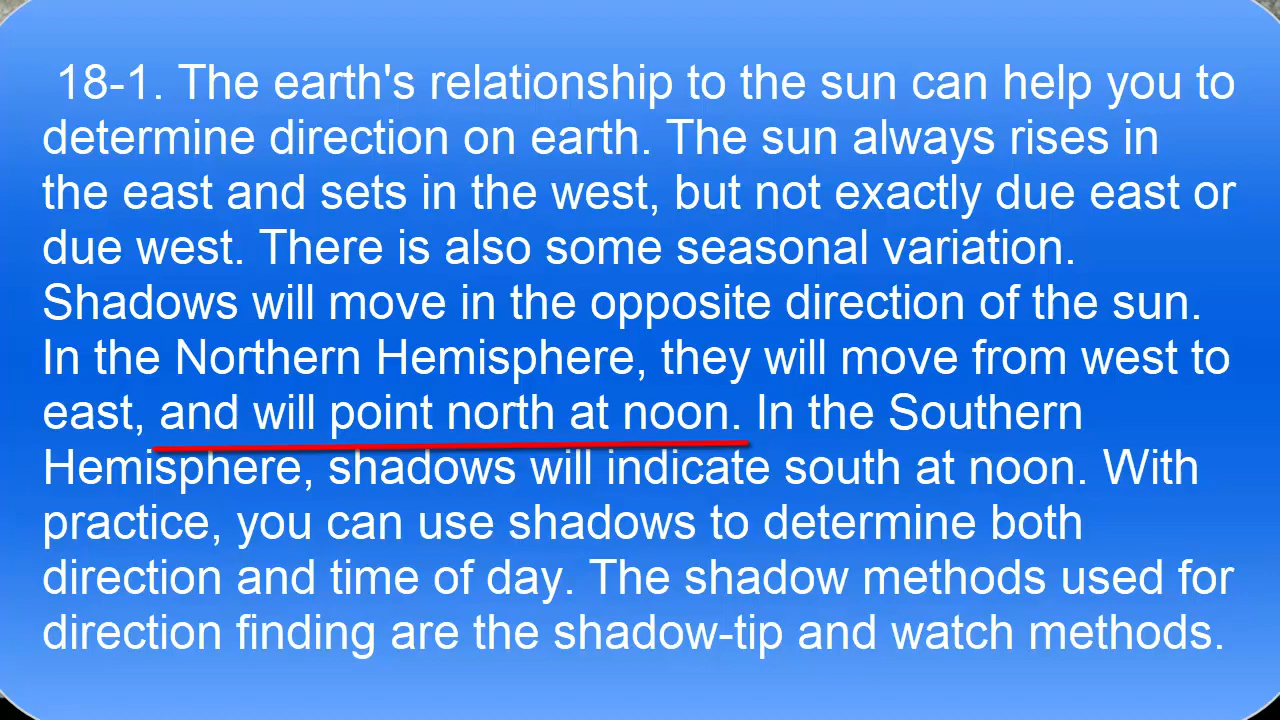 18-1. The earth's relationship to the sun can help you to
determine direction on earth. The sun always rises in
the east and sets in the west, but not exactly due east or
due west. There is also some seasonal variation.
Shadows will move in the opposite direction of the sun.
In the Northern Hemisphere, they will move from west to
east, and will point north at noon. In the Southern
Hemisphere, shadows will indicate south at noon. With
practice, you can use shadows to determine both
direction and time of day. The shadow methods used for
direction finding are the shadow-tip and watch methods.